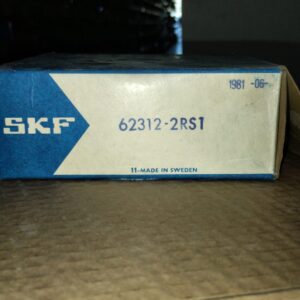 1981 -06-
SKF
62312-2RS1
11-MADE IN SWEDEN